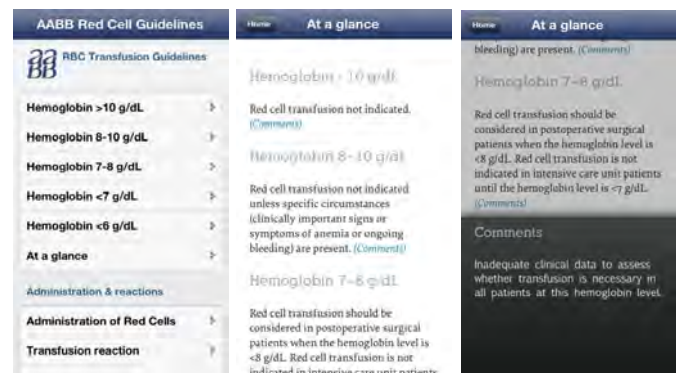 AABB Red Cell Guidelines
aa
BB
RBC Transfusion Guidelines
Hemoglobin >10 g/dL
Hemoglobin 8-10 g/dL
Hemoglobin 7-8 g/dL
Hemoglobin <7 g/dL
Hemoglobin <6 g/dL
At a glance
Administration & reactions
Administration of Red Cells
Transfusion reaction
Home
At a glance
Hemoglobin > 10 g/dL
Red cell transfusion not indicated.
(Comments)
Hemoglobin 8-10 g/dL
Red cell transfusion not indicated
unless specific circumstances
(clinically important signs or
symptoms of anemia or ongoing
bleeding) are present. (Comments)
Hemoglobin 7-8 g/dL
Red cell transfusion should be
considered in postoperative surgical
patients when the hemoglobin level is
<8 g/dL. Red cell transfusion is not
indicated in intensive care unit patients
Home
At a glance
bleeding) are present. (Comments)
Hemoglobin 7-8 g/dL
Red cell transfusion should be
considered in postoperative surgical
patients when the hemoglobin level is
<8 g/dL. Red cell transfusion is not
indicated in intensive care unit patients
until the hemoglobin level is <7 g/dL.
(Comments)
Comments
Inadequate clinical data to assess
whether transfusion is necessary in
all patients at this hemoglobin level.